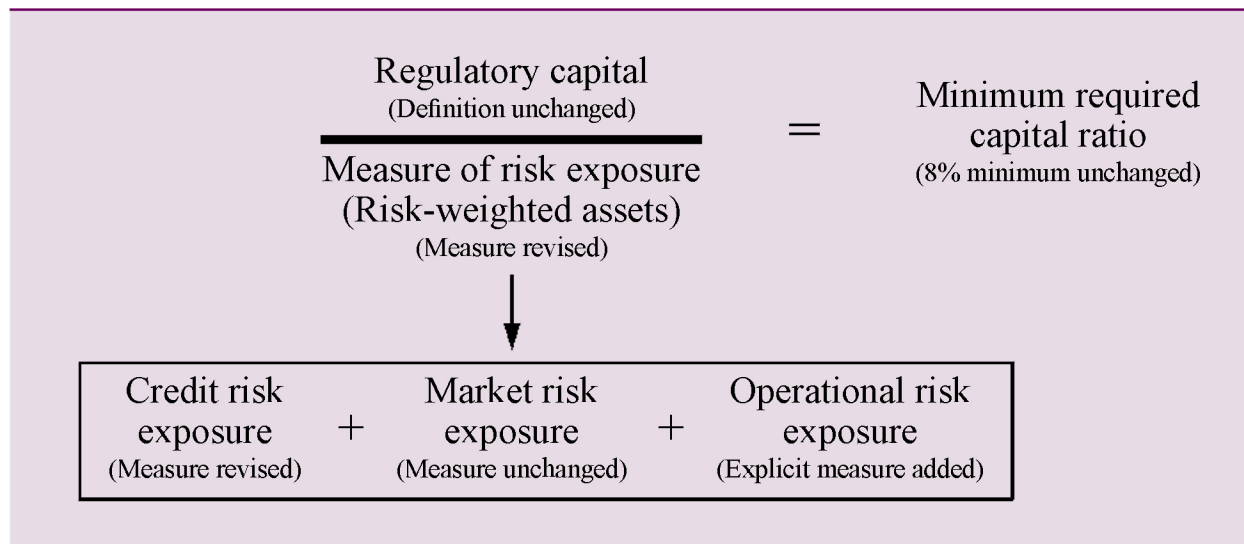 Regulatory capital
(Definition unchanged)
Measure of risk exposure
(Risk-weighted assets)
(Measure revised)
=
Minimum required
capital ratio
(8% minimum unchanged)
Credit risk
exposure
(Measure revised)
+
Market risk
exposure
(Measure unchanged)
+
Operational risk
exposure
(Explicit measure added)